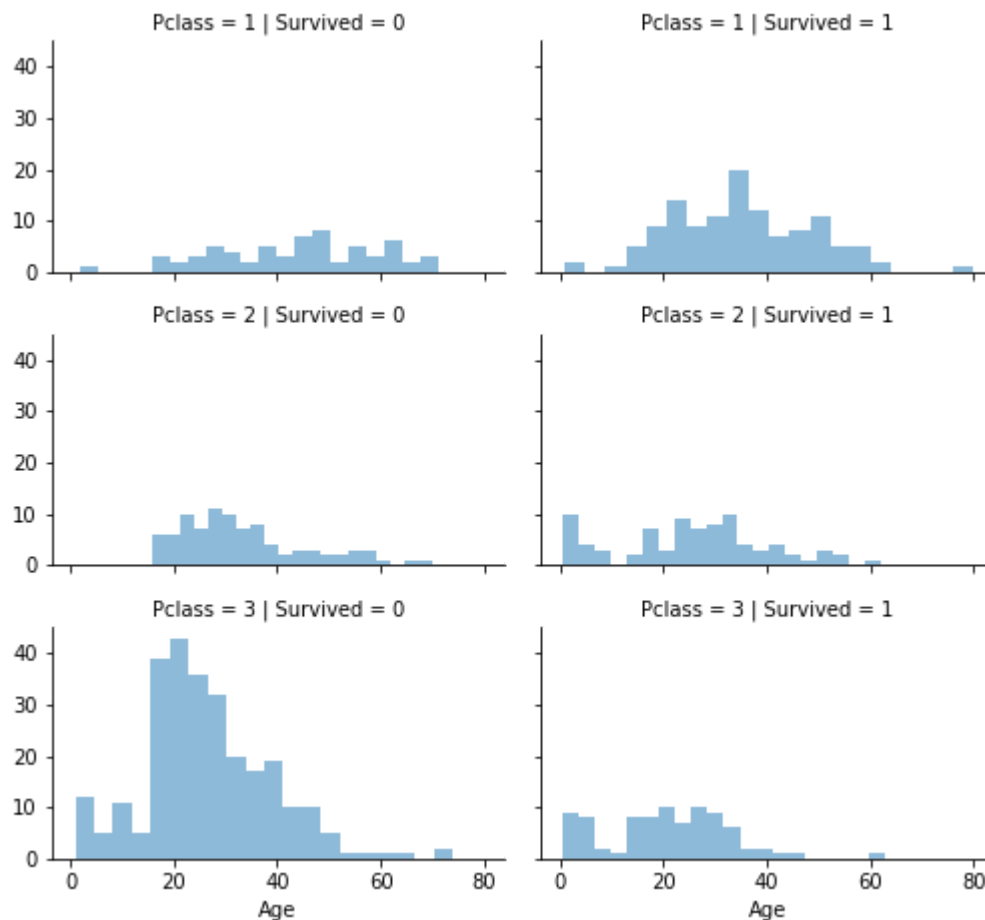 Pclass = 1 | Survived = 0
Pclass = 1 | Survived = 1
40
30
20
10
0
Pclass = 2 | Survived = 0
Pclass = 2 | Survived = 1
40
30
20
10
0
Pclass = 3 | Survived = 0
Pclass = 3 | Survived = 1
40
30
20
10
0
0 20 40 60 80
0 20 40 60 80
Age
Age